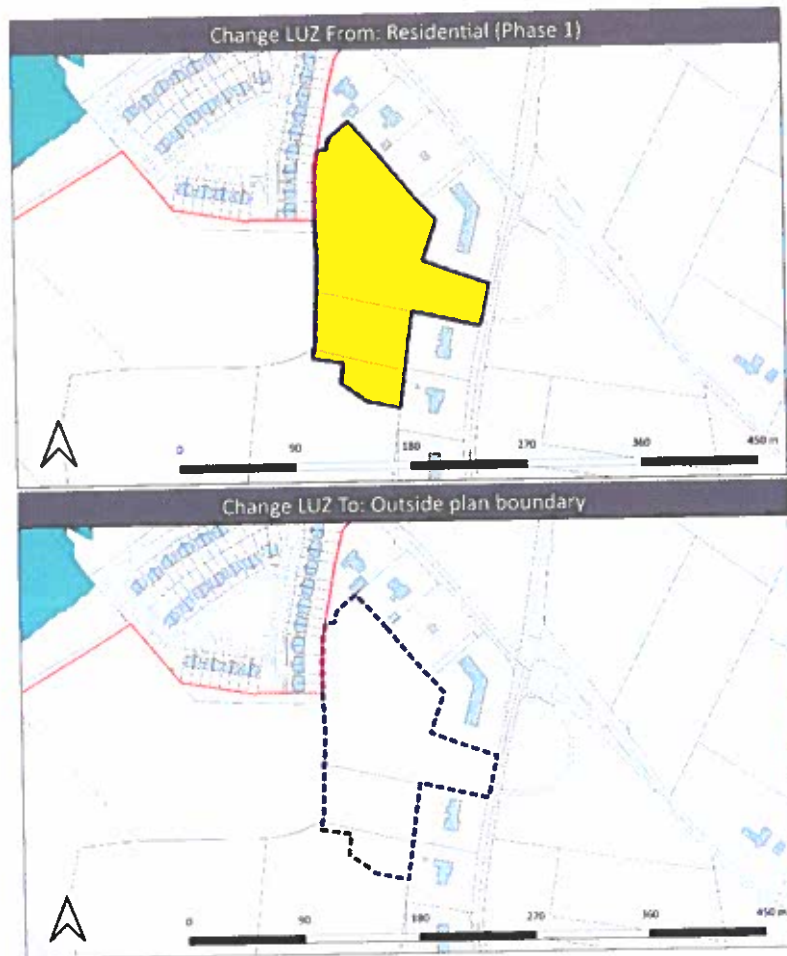 Change LUZ From: Residential (Phase 1)
0 90 180 270 360 450 m
Change LUZ To: Outside plan boundary
0 90 180 270 360 450 m